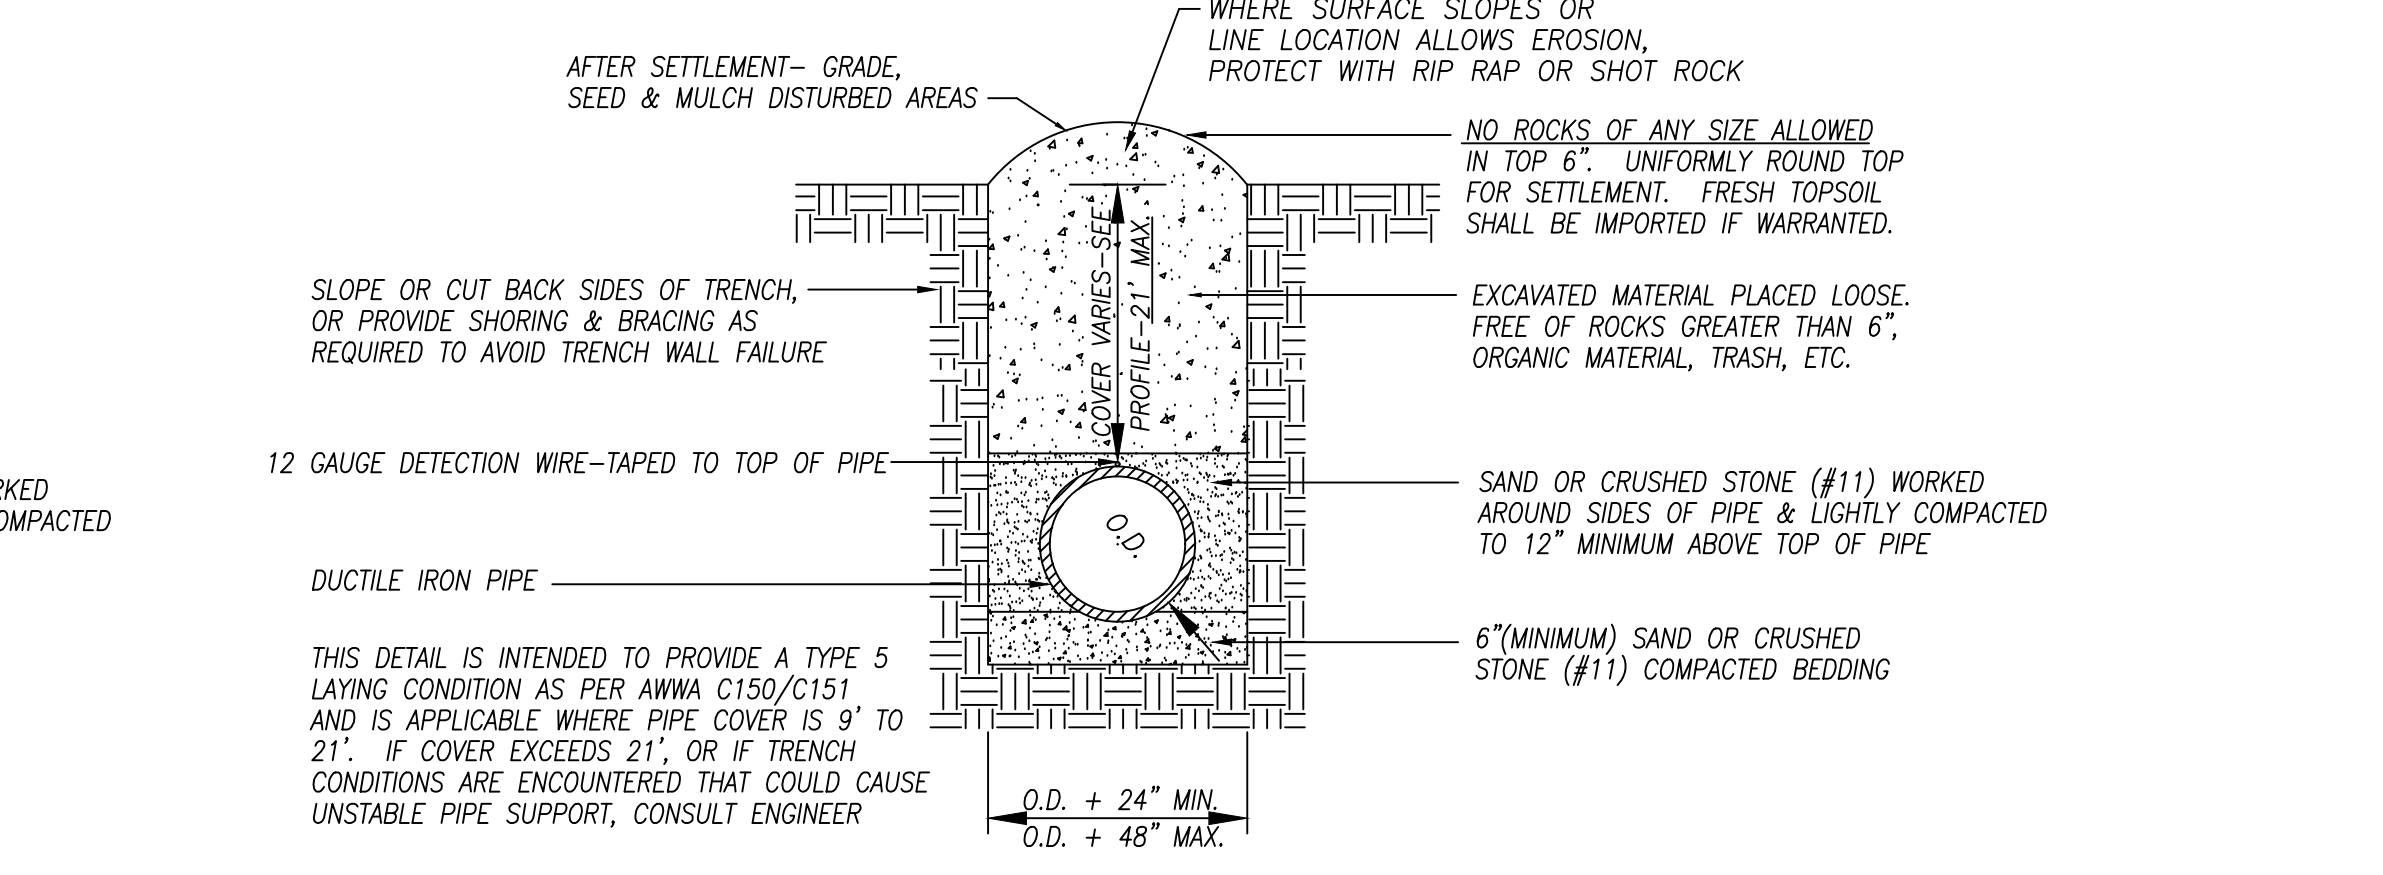 WHERE SURFACE SLOPES OR
LINE LOCATION ALLOWS EROSION,
PROTECT WITH RIP RAP OR SHOT ROCK
AFTER SETTLEMENT- GRADE,
SEED & MULCH DISTURBED AREAS
NO ROCKS OF ANY SIZE ALLOWED
IN TOP 6". UNIFORMLY ROUND TOP
FOR SETTLEMENT. FRESH TOPSOIL
SHALL BE IMPORTED IF WARRANTED.
COVER VARIES-SEE
PROFILE-21' MAX.
SLOPE OR CUT BACK SIDES OF TRENCH,
OR PROVIDE SHORING & BRACING AS
REQUIRED TO AVOID TRENCH WALL FAILURE
EXCAVATED MATERIAL PLACED LOOSE.
FREE OF ROCKS GREATER THAN 6",
ORGANIC MATERIAL, TRASH, ETC.
12 GAUGE DETECTION WIRE-TAPED TO TOP OF PIPE
SAND OR CRUSHED STONE (#11) WORKED
AROUND SIDES OF PIPE & LIGHTLY COMPACTED
TO 12" MINIMUM ABOVE TOP OF PIPE
O.D.
DUCTILE IRON PIPE
6"(MINIMUM) SAND OR CRUSHED
STONE (#11) COMPACTED BEDDING
THIS DETAIL IS INTENDED TO PROVIDE A TYPE 5
LAYING CONDITION AS PER AWWA C150/C151
AND IS APPLICABLE WHERE PIPE COVER IS 9' TO
21'. IF COVER EXCEEDS 21', OR IF TRENCH
CONDITIONS ARE ENCOUNTERED THAT COULD CAUSE
UNSTABLE PIPE SUPPORT, CONSULT ENGINEER
O.D. + 24" MIN.
O.D. + 48" MAX.